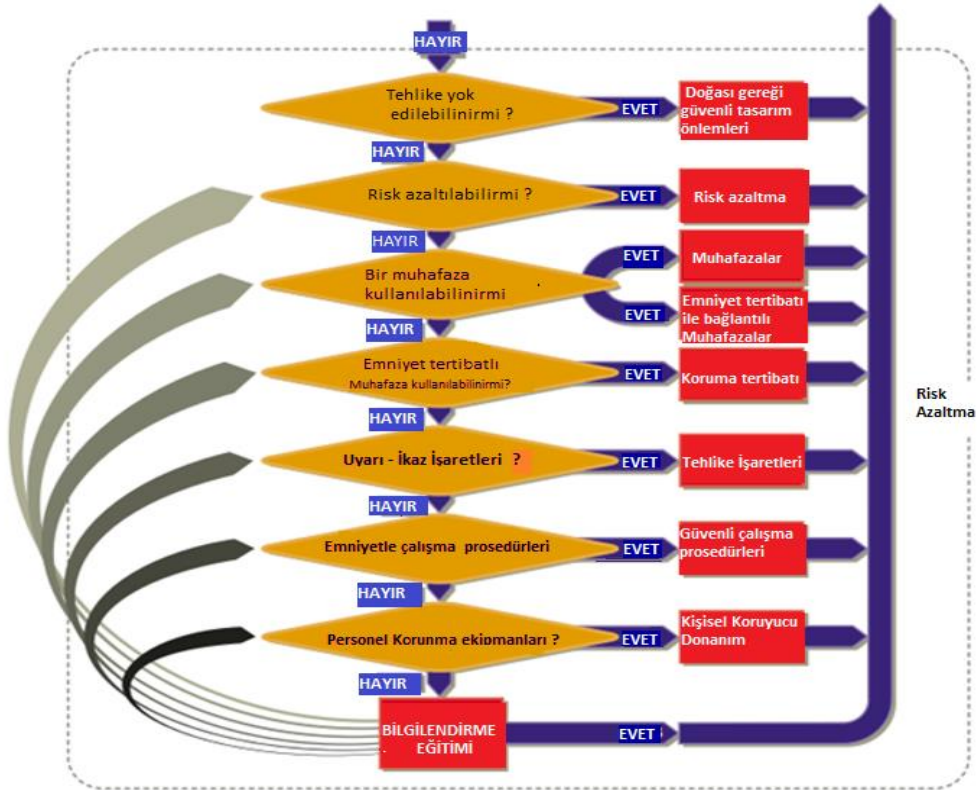 HAYIR
Tehlike yok
edilebilinirmi ?
EVET
Doğası gereği
güvenli tasarım
önlemleri
HAYIR
Risk azaltılabilirmi ?
EVET
Risk azaltma
HAYIR
Bir muhafaza
kullanılabilinirmi
EVET
Muhafazalar
EVET
Emniyet tertibatı
ile bağlantılı
Muhafazalar
HAYIR
Emniyet tertibatlı
Muhafaza kullanılabilinirmi?
EVET
Koruma tertibatı
Risk
Azaltma
HAYIR
Uyarı - İkaz İşaretleri ?
EVET
Tehlike İşaretleri
HAYIR
Emniyetle çalışma prosedürleri
EVET
Güvenli çalışma
prosedürleri
HAYIR
Personel Korunma ekipmanları ?
EVET
Kişisel Koruyucu
Donanım
HAYIR
BİLGİLENDİRME
EĞİTİMİ
EVET